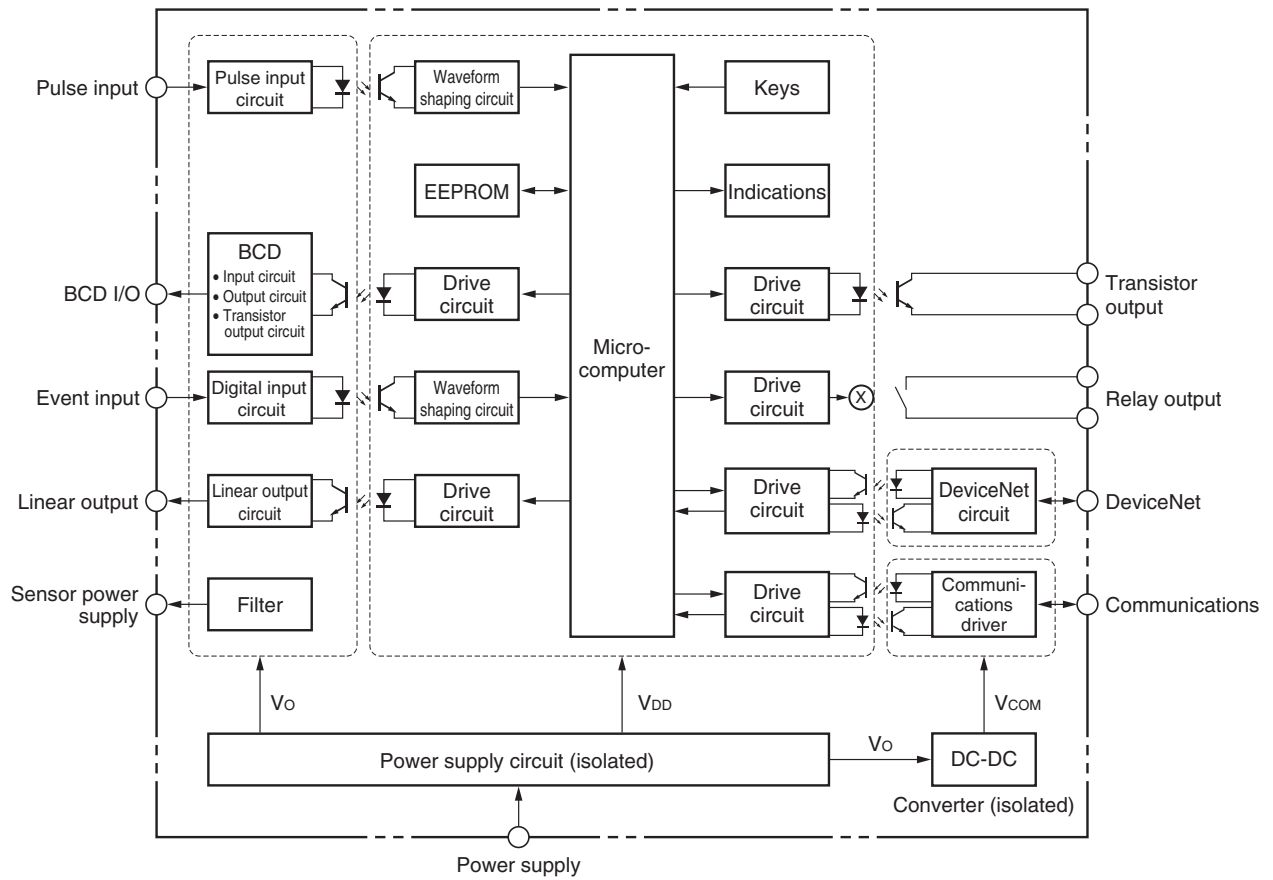 Pulse input
Pulse input
circuit
Waveform
shaping circuit
Keys
EEPROM
Indications
BCD I/O
BCD
• Input circuit
• Output circuit
• Transistor
output circuit
Drive
circuit
Micro-
computer
Drive
circuit
Transistor
output
Event input
Digital input
circuit
Waveform
shaping circuit
Drive
circuit
X
Relay output
Linear output
Linear output
circuit
Drive
circuit
Drive
circuit
DeviceNet
circuit
DeviceNet
Sensor power
supply
Filter
Drive
circuit
Communi-
cations
driver
Communications
VO
VDD
VCOM
Power supply circuit (isolated)
VO
DC-DC
Converter (isolated)
Power supply